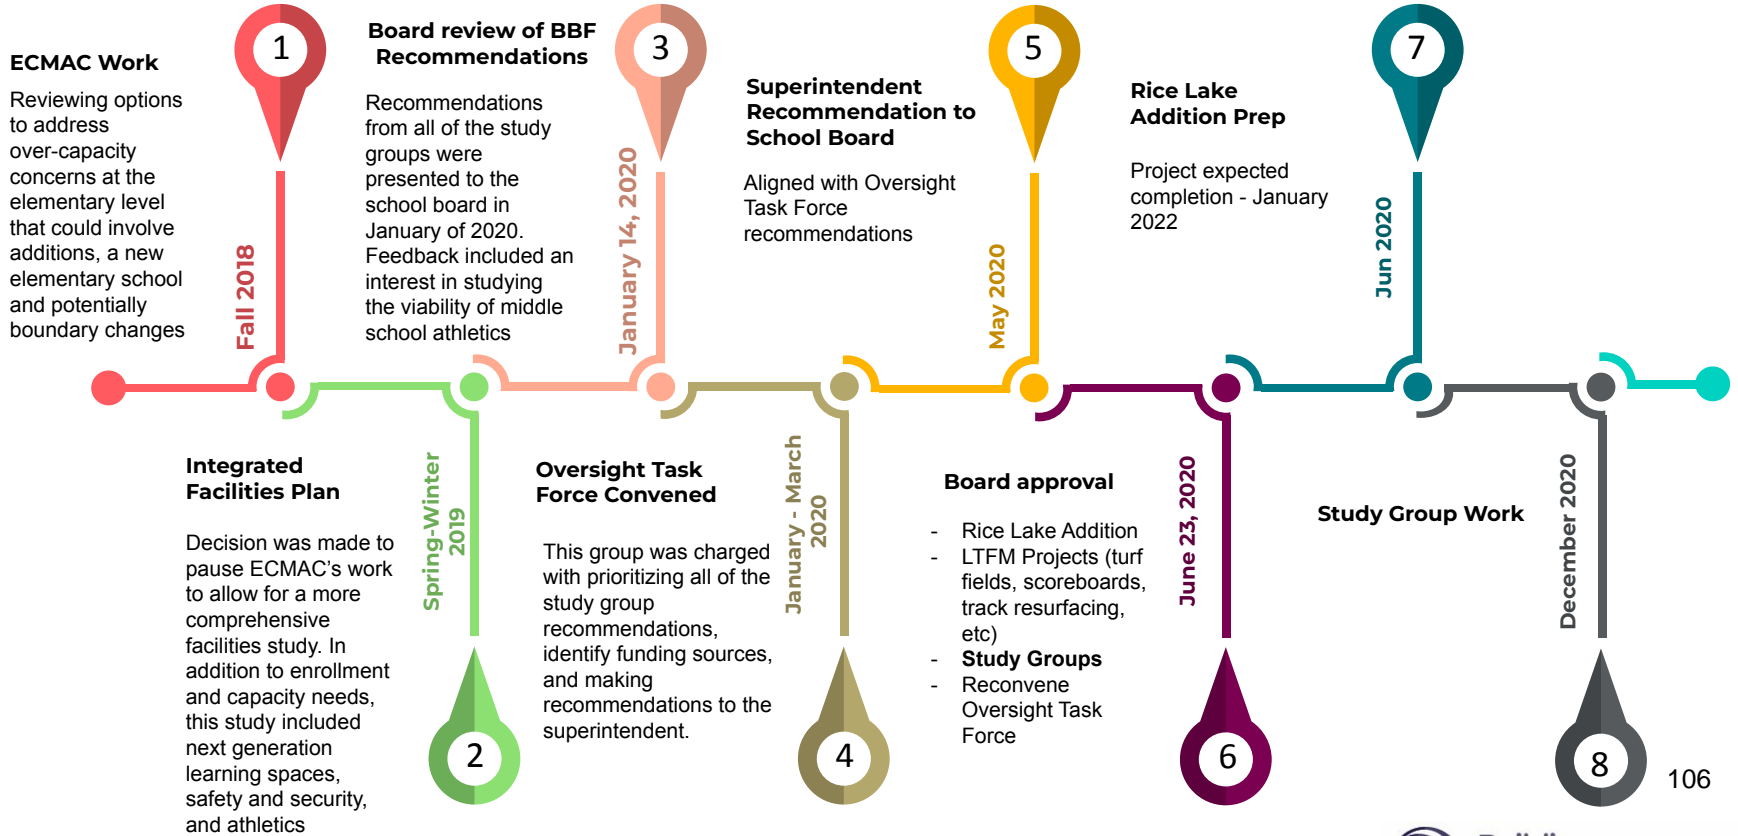 ECMAC Work
Reviewing options
to address
over-capacity
concerns at the
elementary level
that could involve
additions, a new
elementary school
and potentially
boundary changes
Fall 2018
1
Integrated
Facilities Plan
Decision was made to
pause ECMAC’s work
to allow for a more
comprehensive
facilities study. In
addition to enrollment
and capacity needs,
this study included
next generation
learning spaces,
safety and security,
and athletics
Spring-Winter
2019
2
Board review of BBF
Recommendations
Recommendations
from all of the study
groups were
presented to the
school board in
January of 2020.
Feedback included an
interest in studying
the viability of middle
school athletics
January 14, 2020
3
Oversight Task
Force Convened
This group was charged
with prioritizing all of the
study group
recommendations,
identify funding sources,
and making
recommendations to the
superintendent.
January - March
2020
4
Superintendent
Recommendation to
School Board
Aligned with Oversight
Task Force
recommendations
May 2020
5
Board approval
- Rice Lake Addition
- LTFM Projects (turf
fields, scoreboards,
track resurfacing,
etc)
- Study Groups
- Reconvene
Oversight Task
Force
June 23, 2020
6
Rice Lake
Addition Prep
Project expected
completion - January
2022
Jun 2020
7
Study Group Work
December 2020
8
106